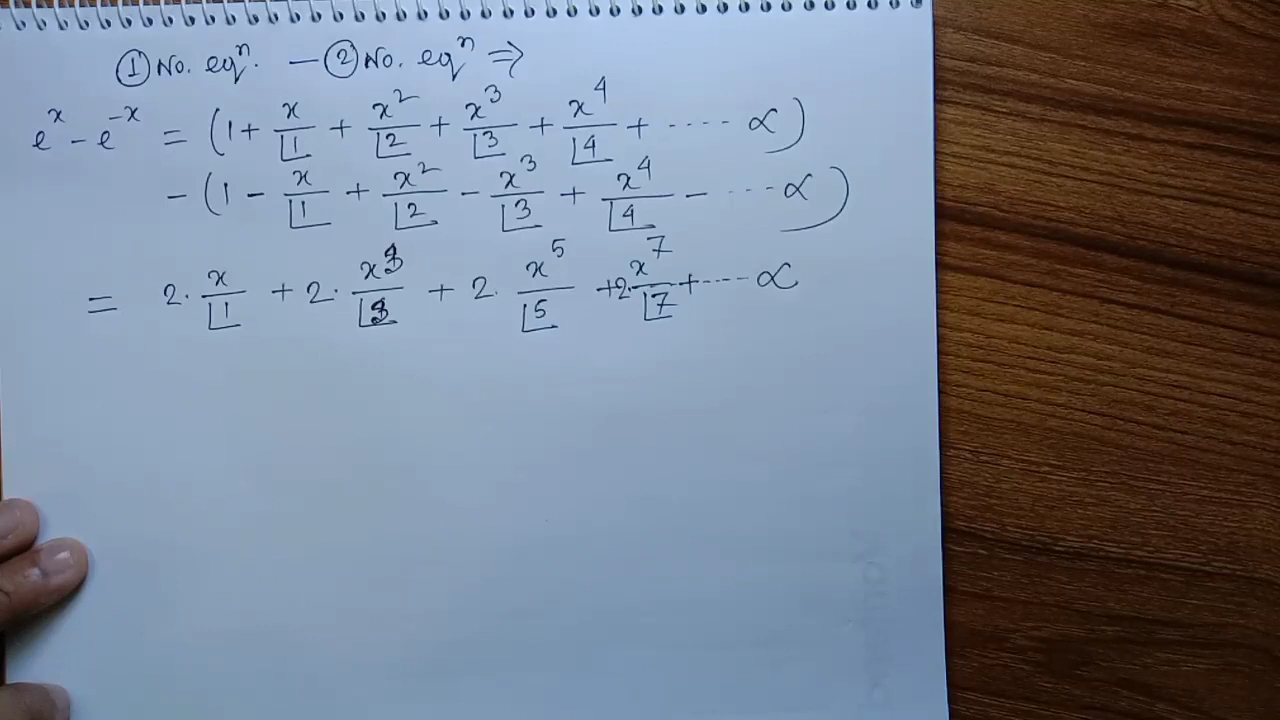 ① No. eqⁿ. — ② No. eqⁿ ⇒
eˣ - e⁻ˣ = (1 + x/⌊1 + x²/⌊2 + x³/⌊3 + x⁴/⌊4 + ····· ∝)
- (1 - x/⌊1 + x²/⌊2 - x³/⌊3 + x⁴/⌊4 - ····· ∝)
= 2· x/⌊1 + 2· x³/⌊3 + 2· x⁵/⌊5 + 2· x⁷/⌊7 + ····· ∝